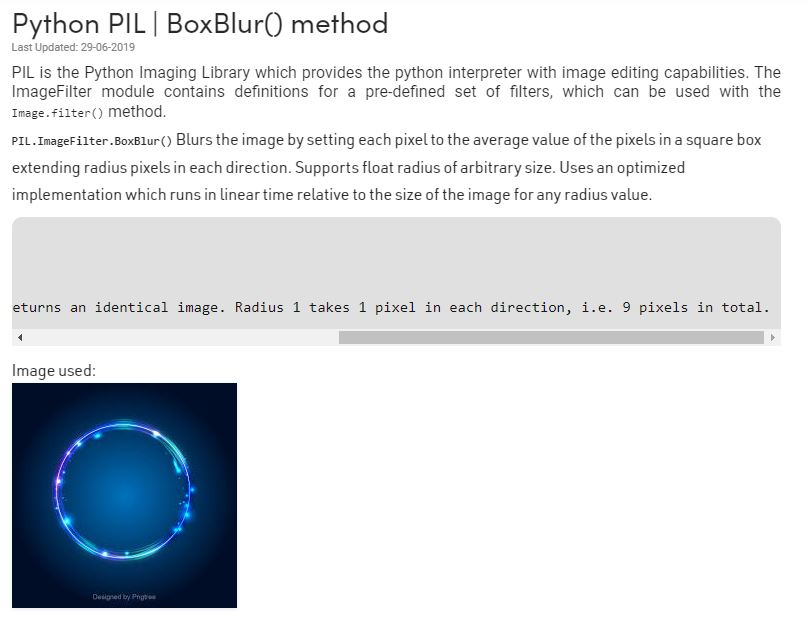 Python PIL | BoxBlur() method
Last Updated: 29-06-2019
PIL is the Python Imaging Library which provides the python interpreter with image editing capabilities. The
ImageFilter module contains definitions for a pre-defined set of filters, which can be used with the
Image.filter() method.
PIL.ImageFilter.BoxBlur() Blurs the image by setting each pixel to the average value of the pixels in a square box
extending radius pixels in each direction. Supports float radius of arbitrary size. Uses an optimized
implementation which runs in linear time relative to the size of the image for any radius value.
eturns an identical image. Radius 1 takes 1 pixel in each direction, i.e. 9 pixels in total.
Image used:
Designed by Pngtree